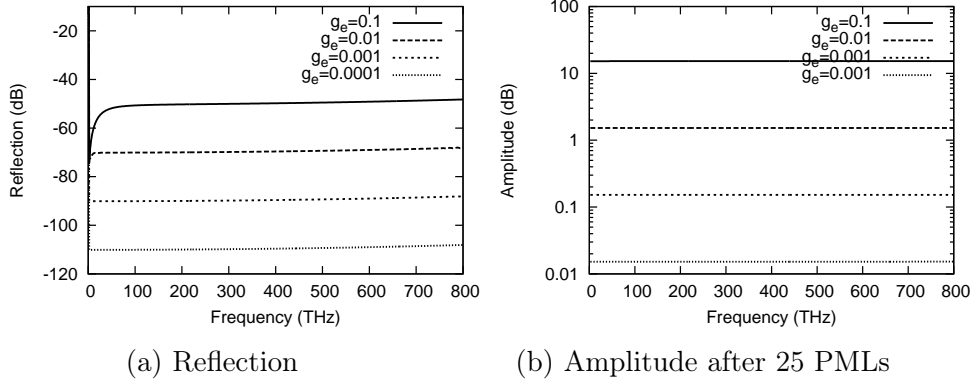 -20
-40
-60
-80
-100
-120
0 100 200 300 400 500 600 700 800
Reflection (dB)
Frequency (THz)
g_e=0.1
g_e=0.01
g_e=0.001
g_e=0.0001
(a) Reflection
100
10
1
0.1
0.01
0 100 200 300 400 500 600 700 800
Amplitude (dB)
Frequency (THz)
g_e=0.1
g_e=0.01
g_e=0.001
g_e=0.001
(b) Amplitude after 25 PMLs